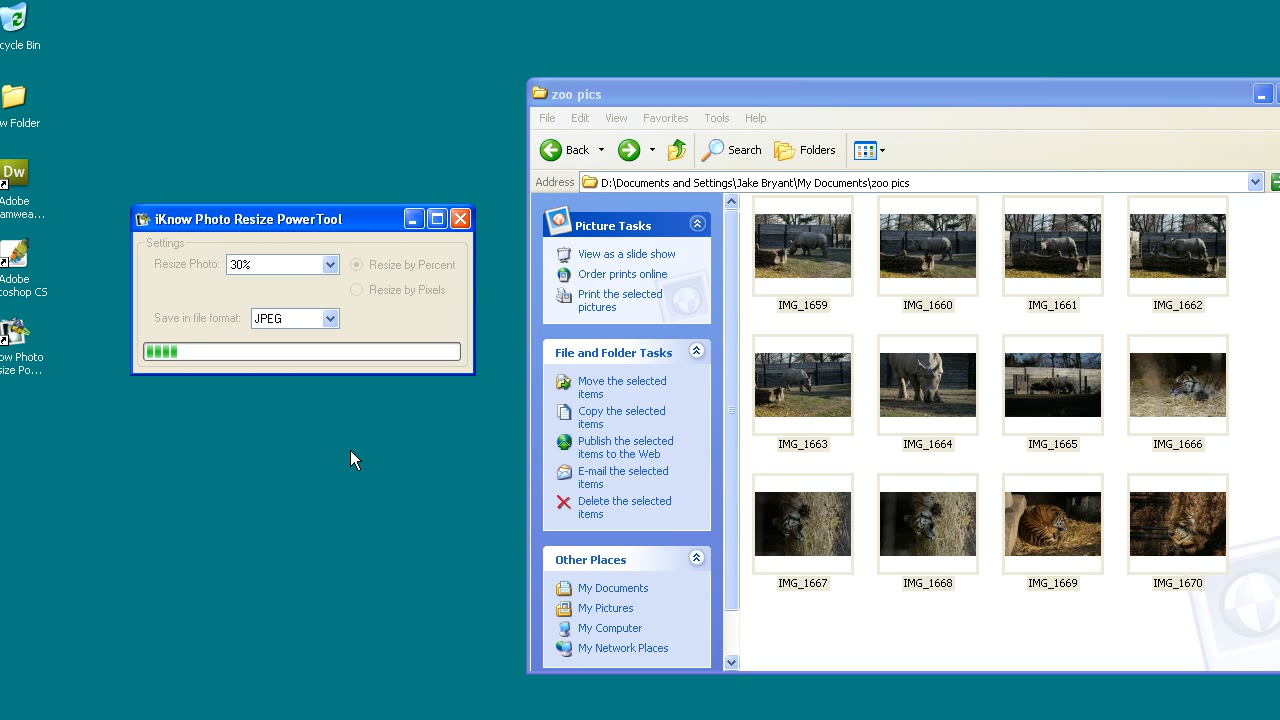 cycle Bin
w Folder
Dw
Adobe
amwea...
Adobe
toshop CS
ow Photo
size Po...
iKnow Photo Resize PowerTool
Settings
Resize Photo:
30%
Resize by Percent
Resize by Pixels
Save in file format:
JPEG
zoo pics
File Edit View Favorites Tools Help
Back Search Folders
Address D:\Documents and Settings\Jake Bryant\My Documents\zoo pics
Picture Tasks
View as a slide show
Order prints online
Print the selected
pictures
File and Folder Tasks
Move the selected
items
Copy the selected
items
Publish the selected
items to the Web
E-mail the selected
items
Delete the selected
items
Other Places
My Documents
My Pictures
My Computer
My Network Places
IMG_1659 IMG_1660 IMG_1661 IMG_1662
IMG_1663 IMG_1664 IMG_1665 IMG_1666
IMG_1667 IMG_1668 IMG_1669 IMG_1670